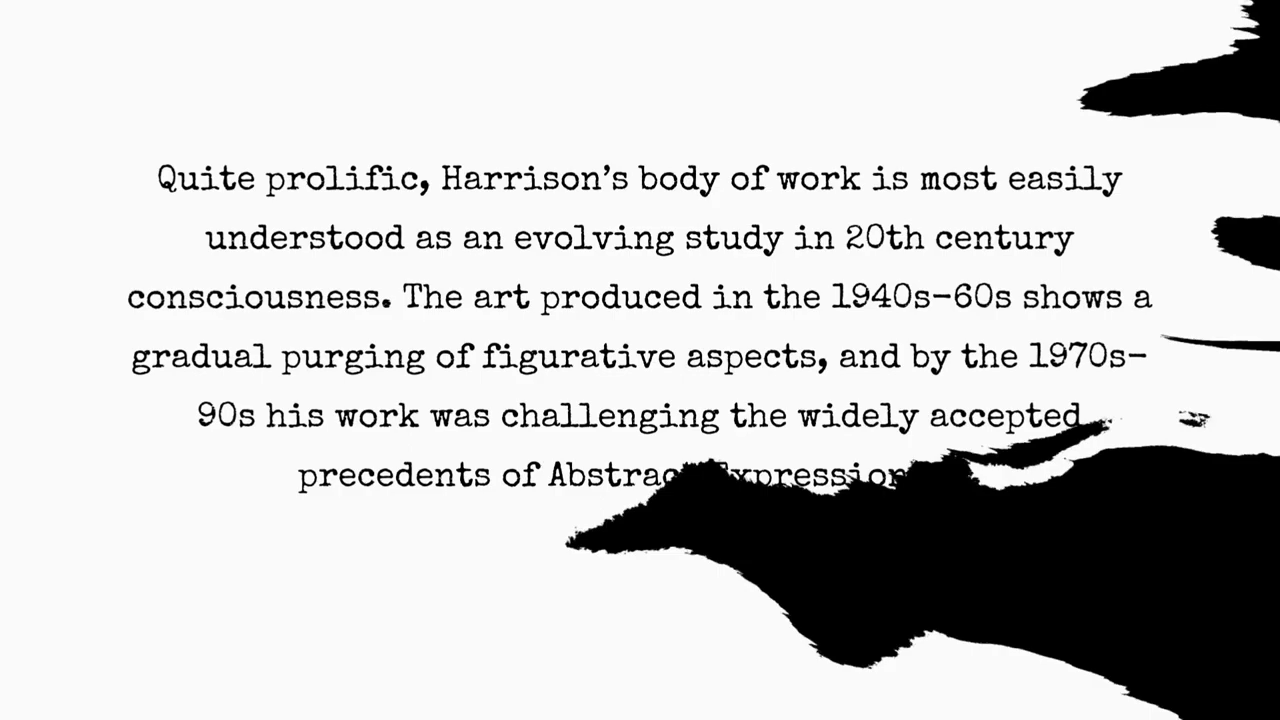 Quite prolific, Harrison’s body of work is most easily
understood as an evolving study in 20th century
consciousness. The art produced in the 1940s-60s shows a
gradual purging of figurative aspects, and by the 1970s-
90s his work was challenging the widely accepted
precedents of